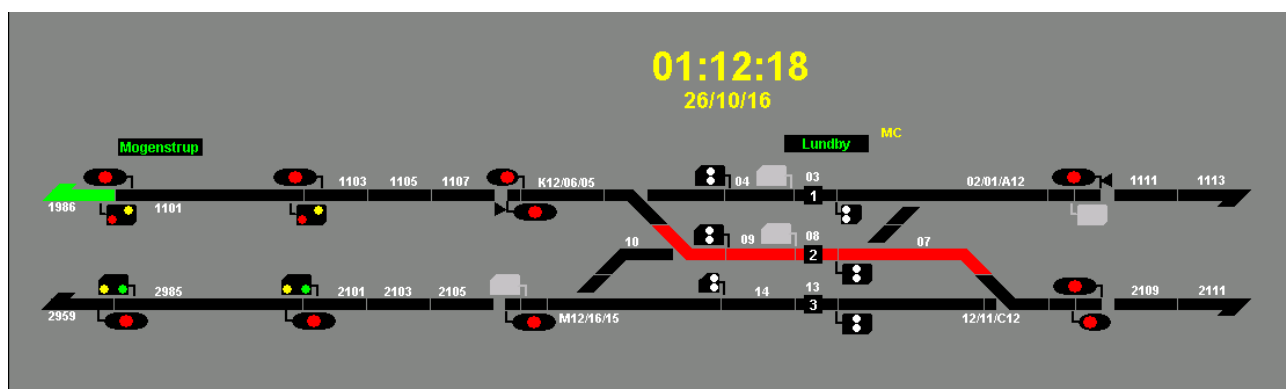 01:12:18
26/10/16
Mogenstrup
Lundby
MC
1103 1105 1107 K12/06/05 04 03 02/01/A12 1111 1113
1
1986 1101
10 09 08 07
2
2985 2101 2103 2105 14 13 2109 2111
3
2959 M12/16/15 12/11/C12